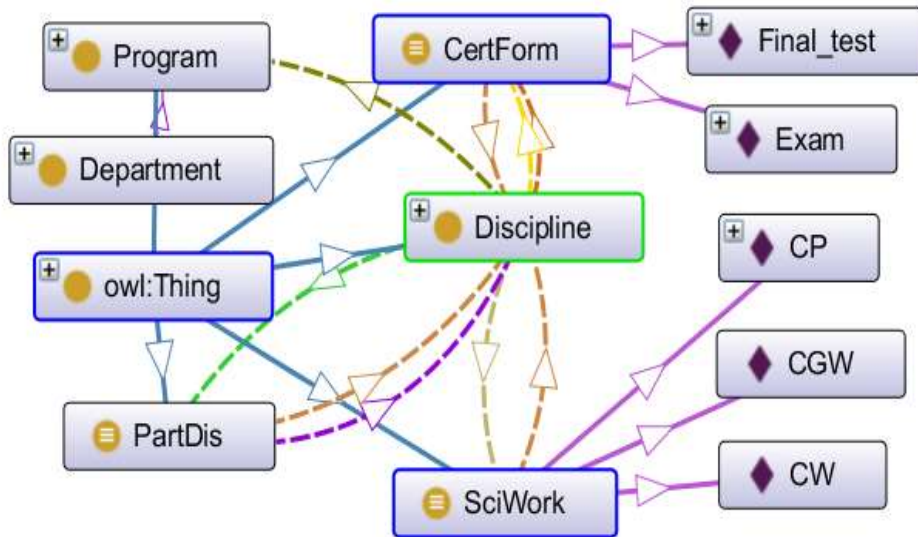 Program
CertForm
Final_test
Exam
Department
Discipline
CP
owl:Thing
CGW
PartDis
CW
SciWork